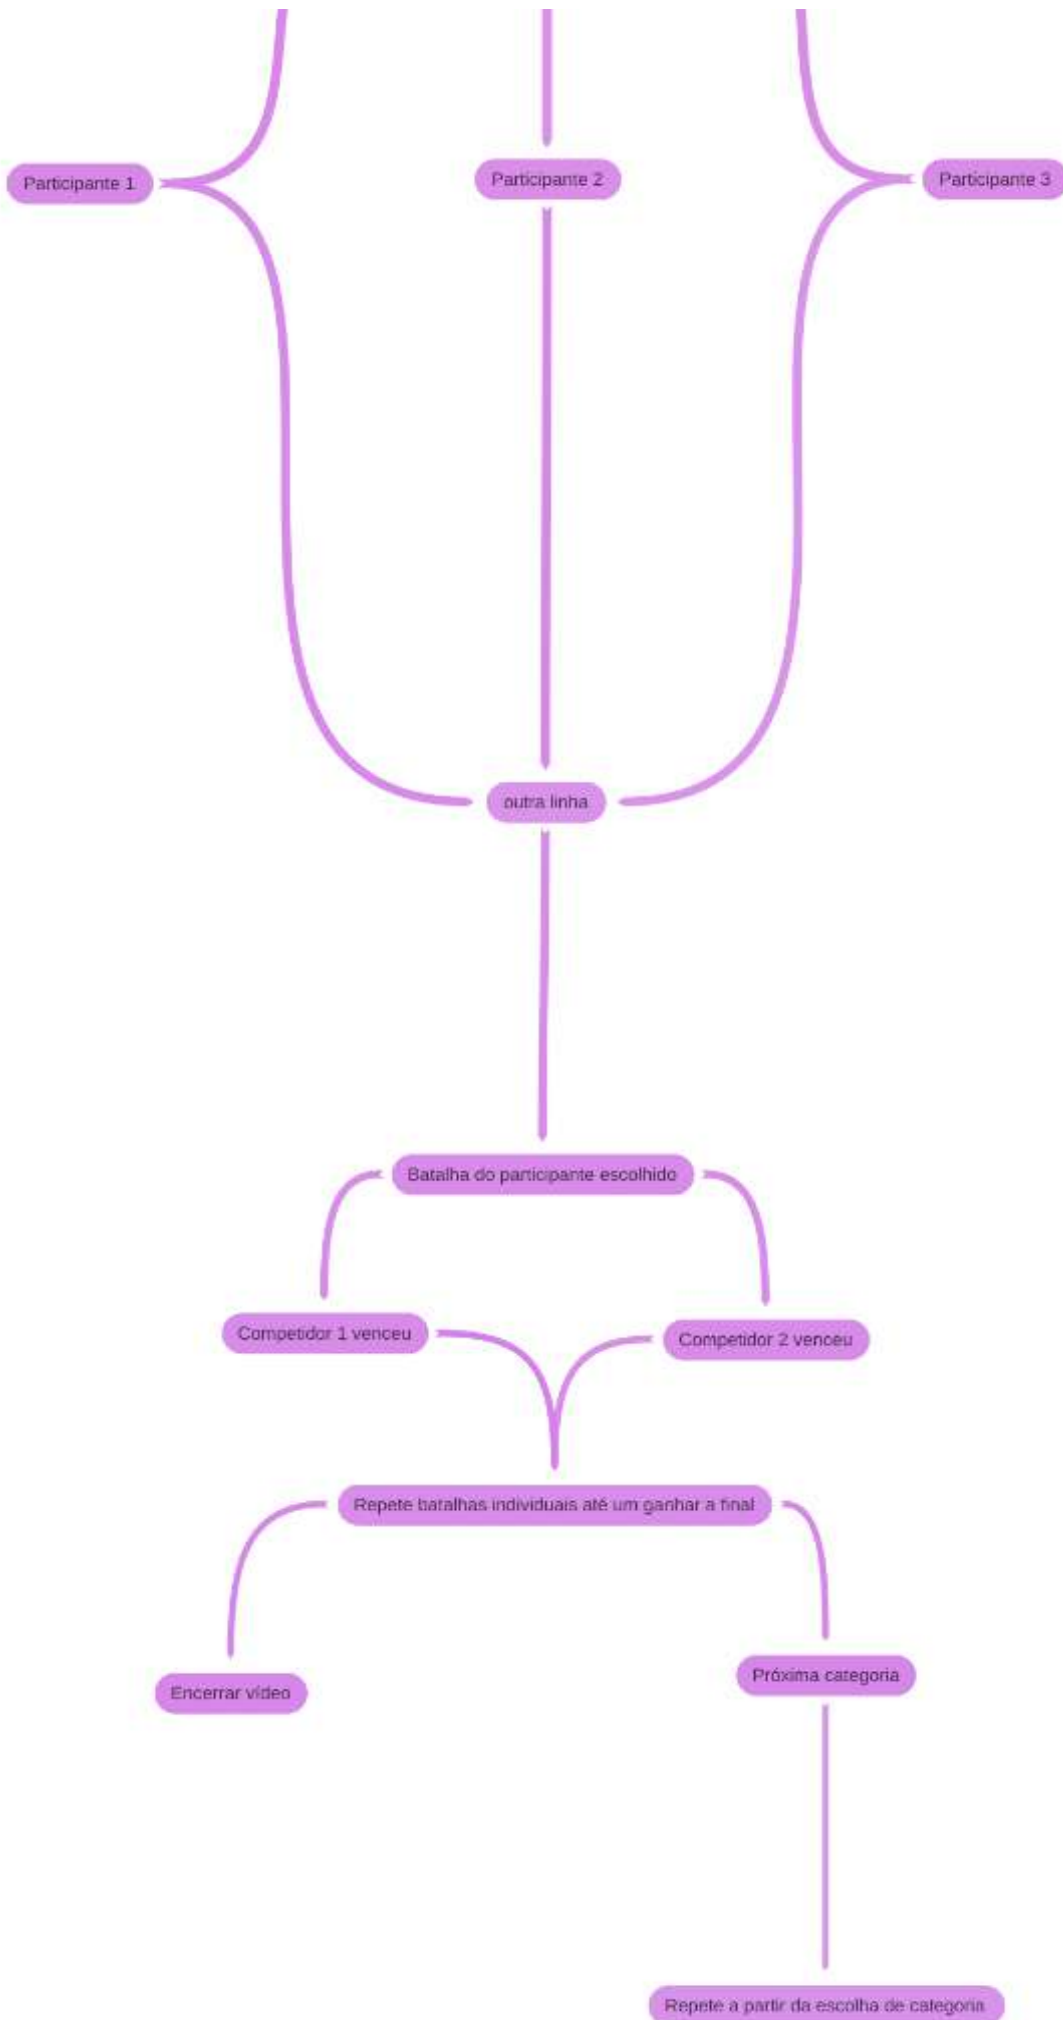 Participante 1
Participante 2
Participante 3
outra linha
Batalha do participante escolhido
Competidor 1 venceu
Competidor 2 venceu
Repete batalhas individuais até um ganhar a final
Encerrar vídeo
Próxima categoria
Repete a partir da escolha de categoria